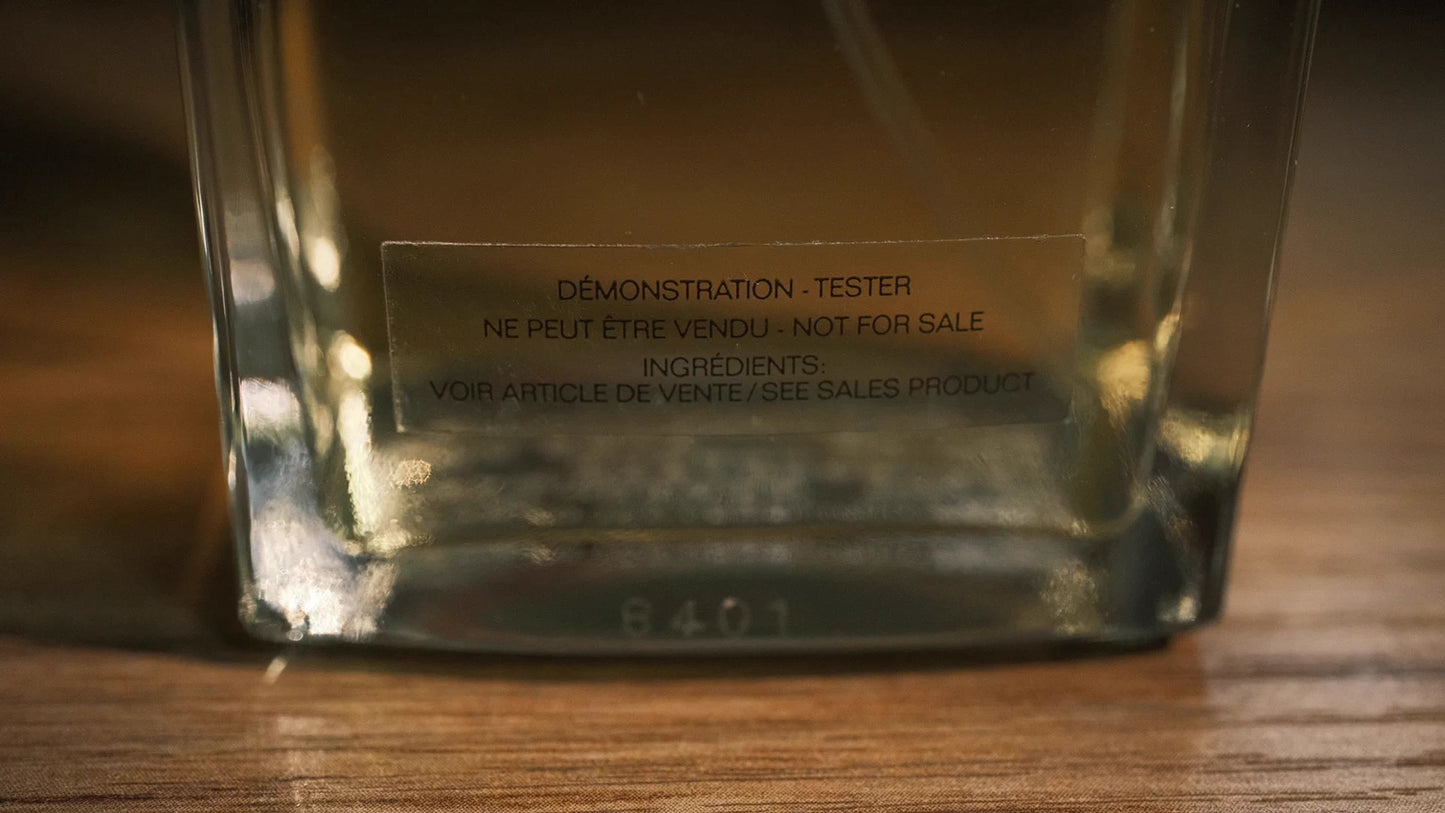 DÉMONSTRATION - TESTER
NE PEUT ÊTRE VENDU - NOT FOR SALE
INGRÉDIENTS:
VOIR ARTICLE DE VENTE / SEE SALES PRODUCT
6401